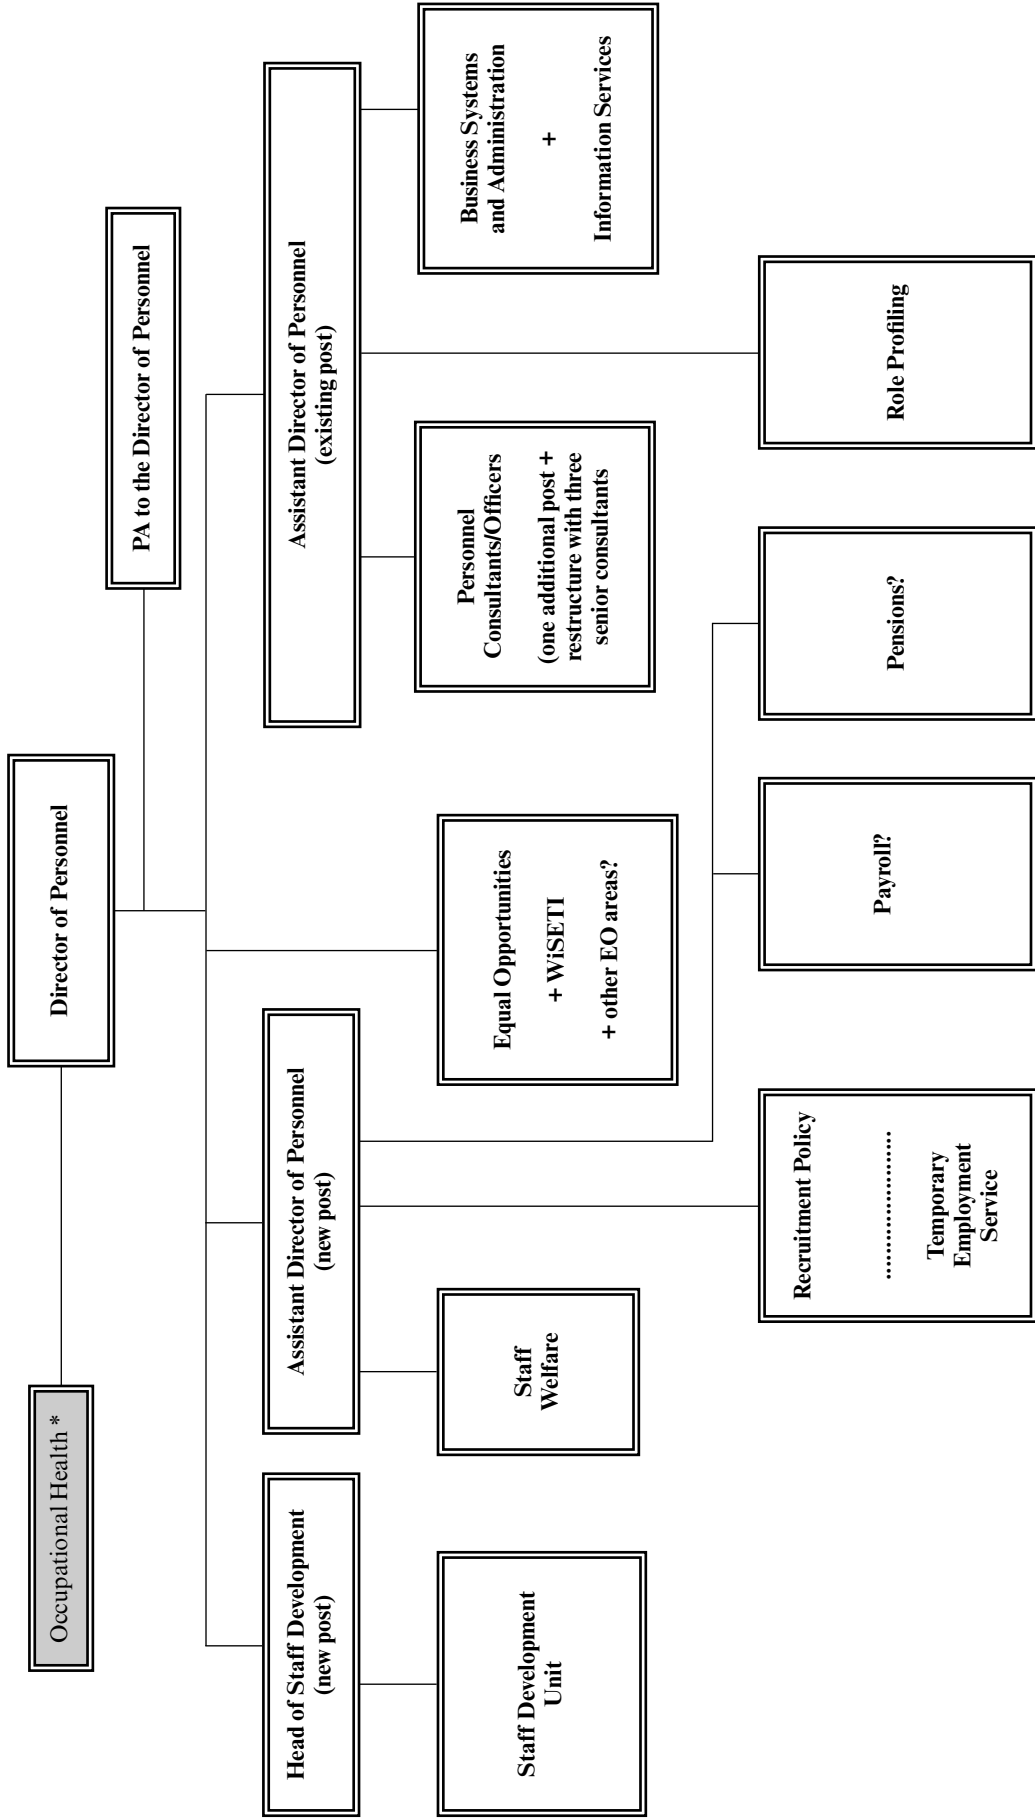 Occupational Health *
Director of Personnel
PA to the Director of Personnel
Head of Staff Development
(new post)
Assistant Director of Personnel
(new post)
Assistant Director of Personnel
(existing post)
Staff Development
Unit
Staff
Welfare
Equal Opportunities
+ WiSETI
+ other EO areas?
Personnel
Consultants/Officers
(one additional post +
restructure with three
senior consultants
Business Systems
and Administration
+
Information Services
Recruitment Policy
......................
Temporary
Employment
Service
Payroll?
Pensions?
Role Profiling